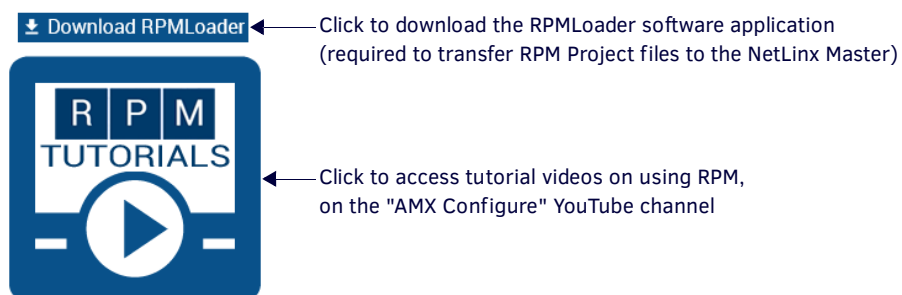 Download RPMLoader
Click to download the RPMLoader software application
(required to transfer RPM Project files to the NetLinx Master)
R P M
TUTORIALS
Click to access tutorial videos on using RPM,
on the "AMX Configure" YouTube channel